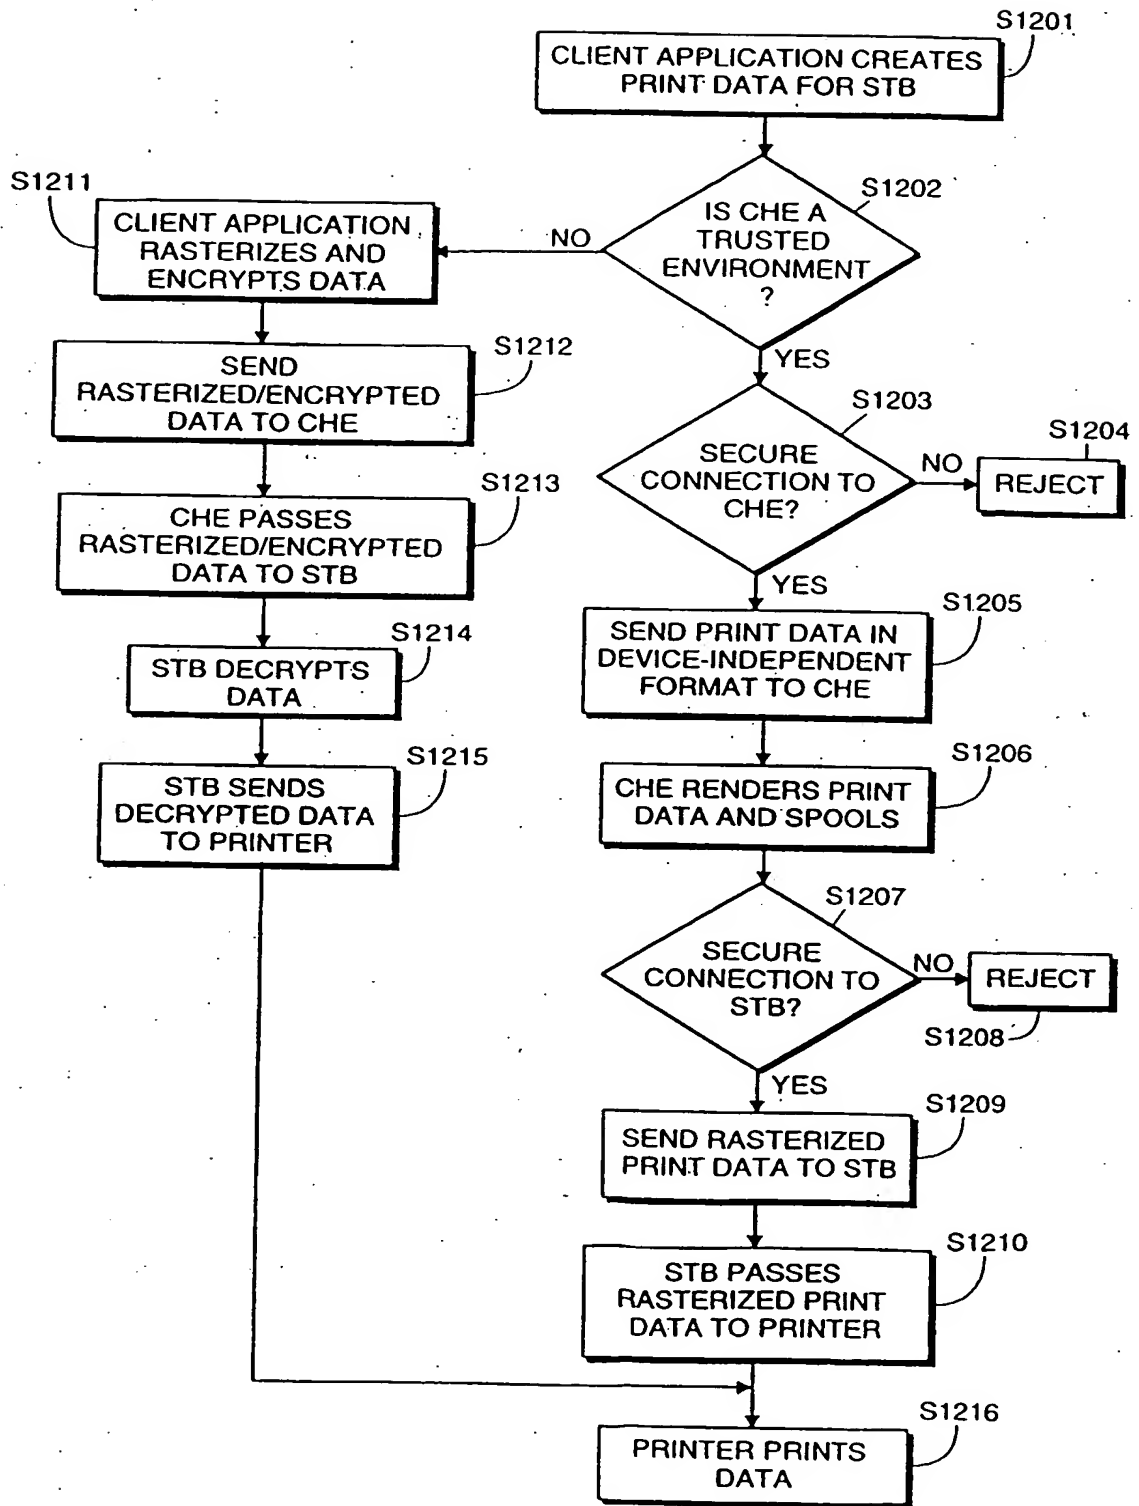 S1201
CLIENT APPLICATION CREATES
PRINT DATA FOR STB
S1202
IS CHE A
TRUSTED
ENVIRONMENT
?
NO
YES
S1211
CLIENT APPLICATION
RASTERIZES AND
ENCRYPTS DATA
S1212
SEND
RASTERIZED/ENCRYPTED
DATA TO CHE
S1213
CHE PASSES
RASTERIZED/ENCRYPTED
DATA TO STB
S1214
STB DECRYPTS
DATA
S1215
STB SENDS
DECRYPTED DATA
TO PRINTER
S1203
SECURE
CONNECTION TO
CHE?
NO
S1204
REJECT
YES
S1205
SEND PRINT DATA IN
DEVICE-INDEPENDENT
FORMAT TO CHE
S1206
CHE RENDERS PRINT
DATA AND SPOOLS
S1207
SECURE
CONNECTION TO
STB?
NO
REJECT
S1208
YES
S1209
SEND RASTERIZED
PRINT DATA TO STB
S1210
STB PASSES
RASTERIZED PRINT
DATA TO PRINTER
S1216
PRINTER PRINTS
DATA